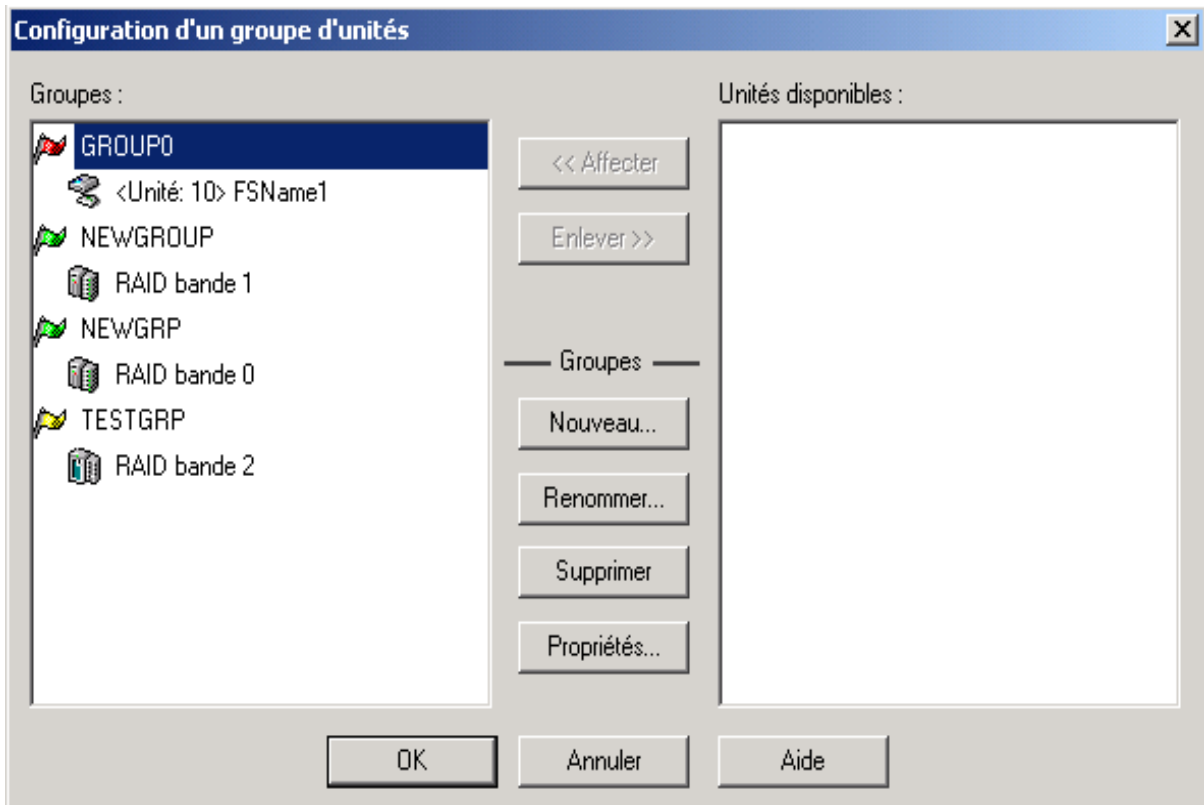 Configuration d'un groupe d'unités
Groupes :
Unités disponibles :
GROUP0
<Unité: 10> FSName1
NEWGROUP
RAID bande 1
NEWGRP
RAID bande 0
TESTGRP
RAID bande 2
<< Affecter
Enlever >>
Groupes
Nouveau...
Renommer...
Supprimer
Propriétés...
OK
Annuler
Aide